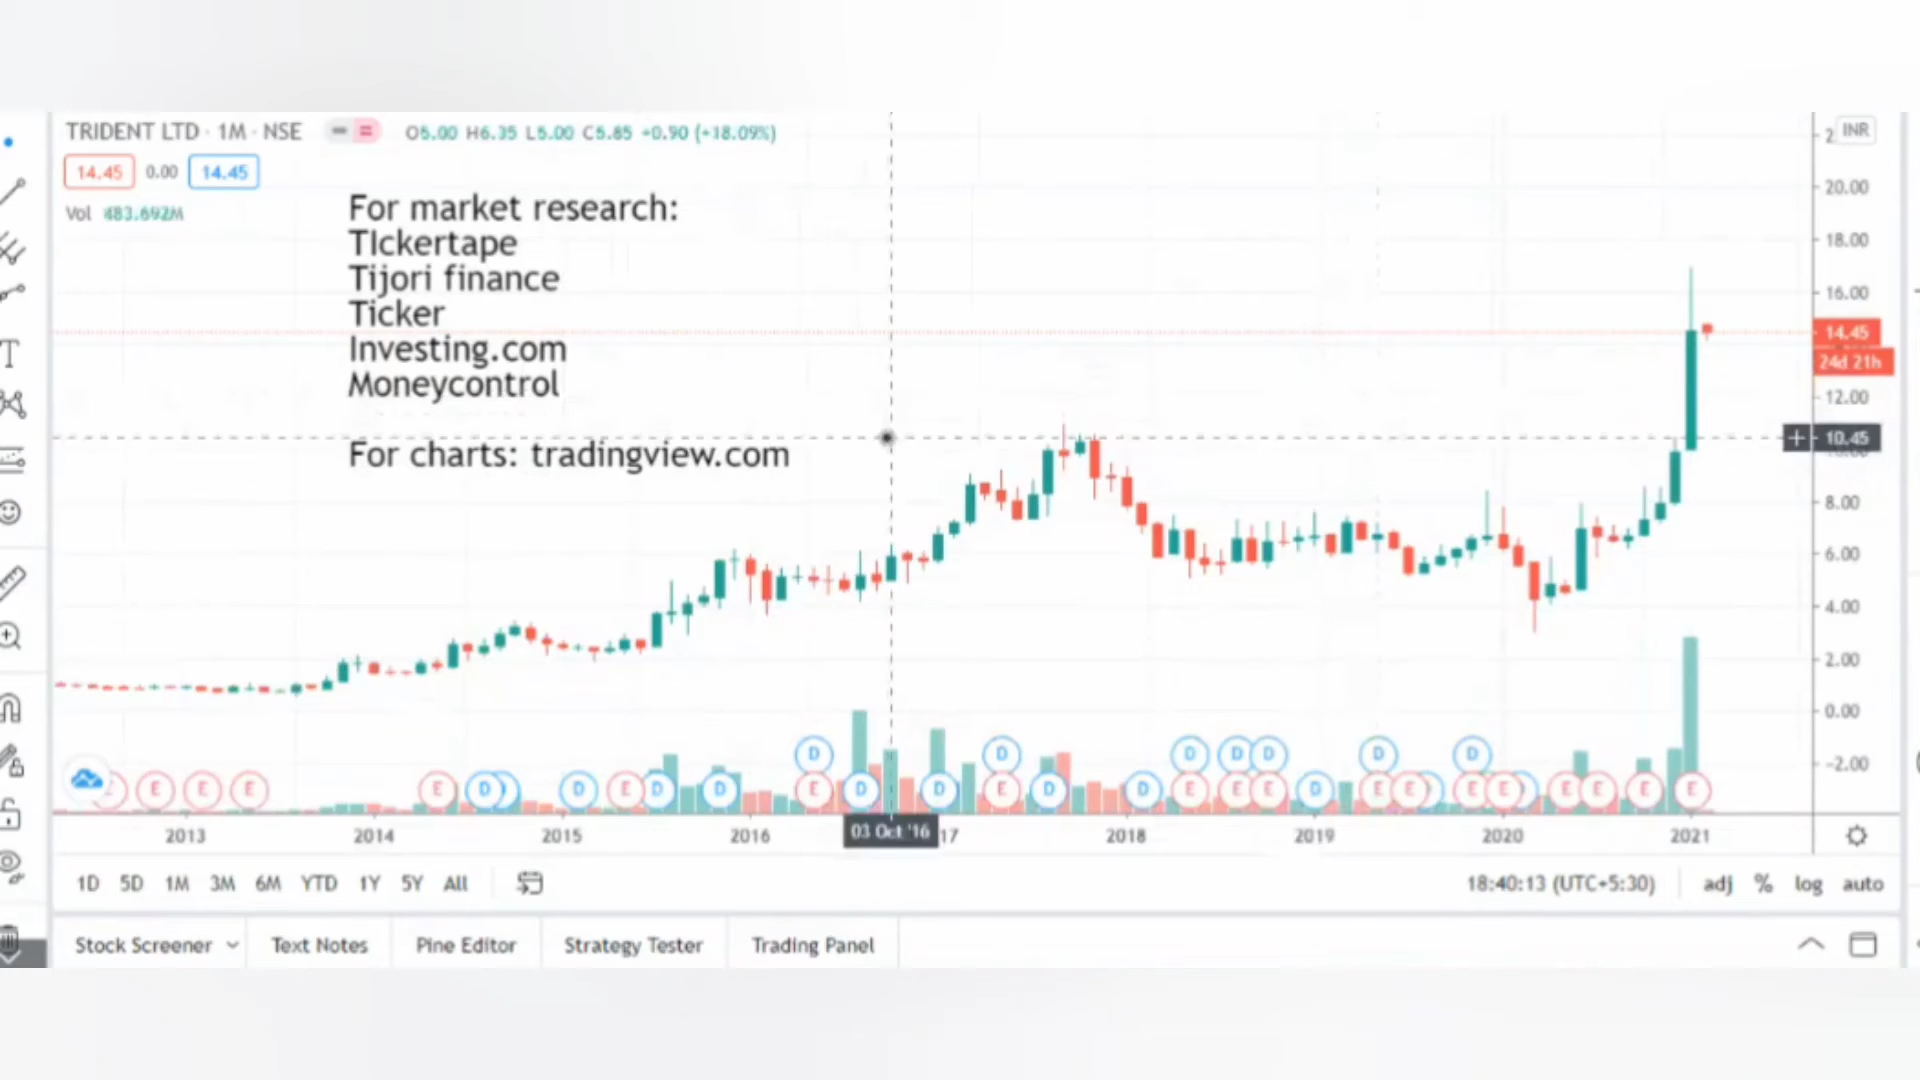 TRIDENT LTD · 1M · NSE O5.00 H6.35 L5.00 C5.85 +0.90 (+18.09%)
INR
14.45 0.00 14.45
Vol 483.692M
For market research:
TIckertape
Tijori finance
Ticker
Investing.com
Moneycontrol
For charts: tradingview.com
20.00
18.00
16.00
14.45
24d 21h
12.00
10.45
8.00
6.00
4.00
2.00
0.00
-2.00
D D D D D D D
E E E E D D E D D E D D E D D E E E D E E E D E E E E E
2013 2014 2015 2016 03 Oct '16 17 2018 2019 2020 2021
1D 5D 1M 3M 6M YTD 1Y 5Y All 18:40:13 (UTC+5:30) adj % log auto
Stock Screener Text Notes Pine Editor Strategy Tester Trading Panel